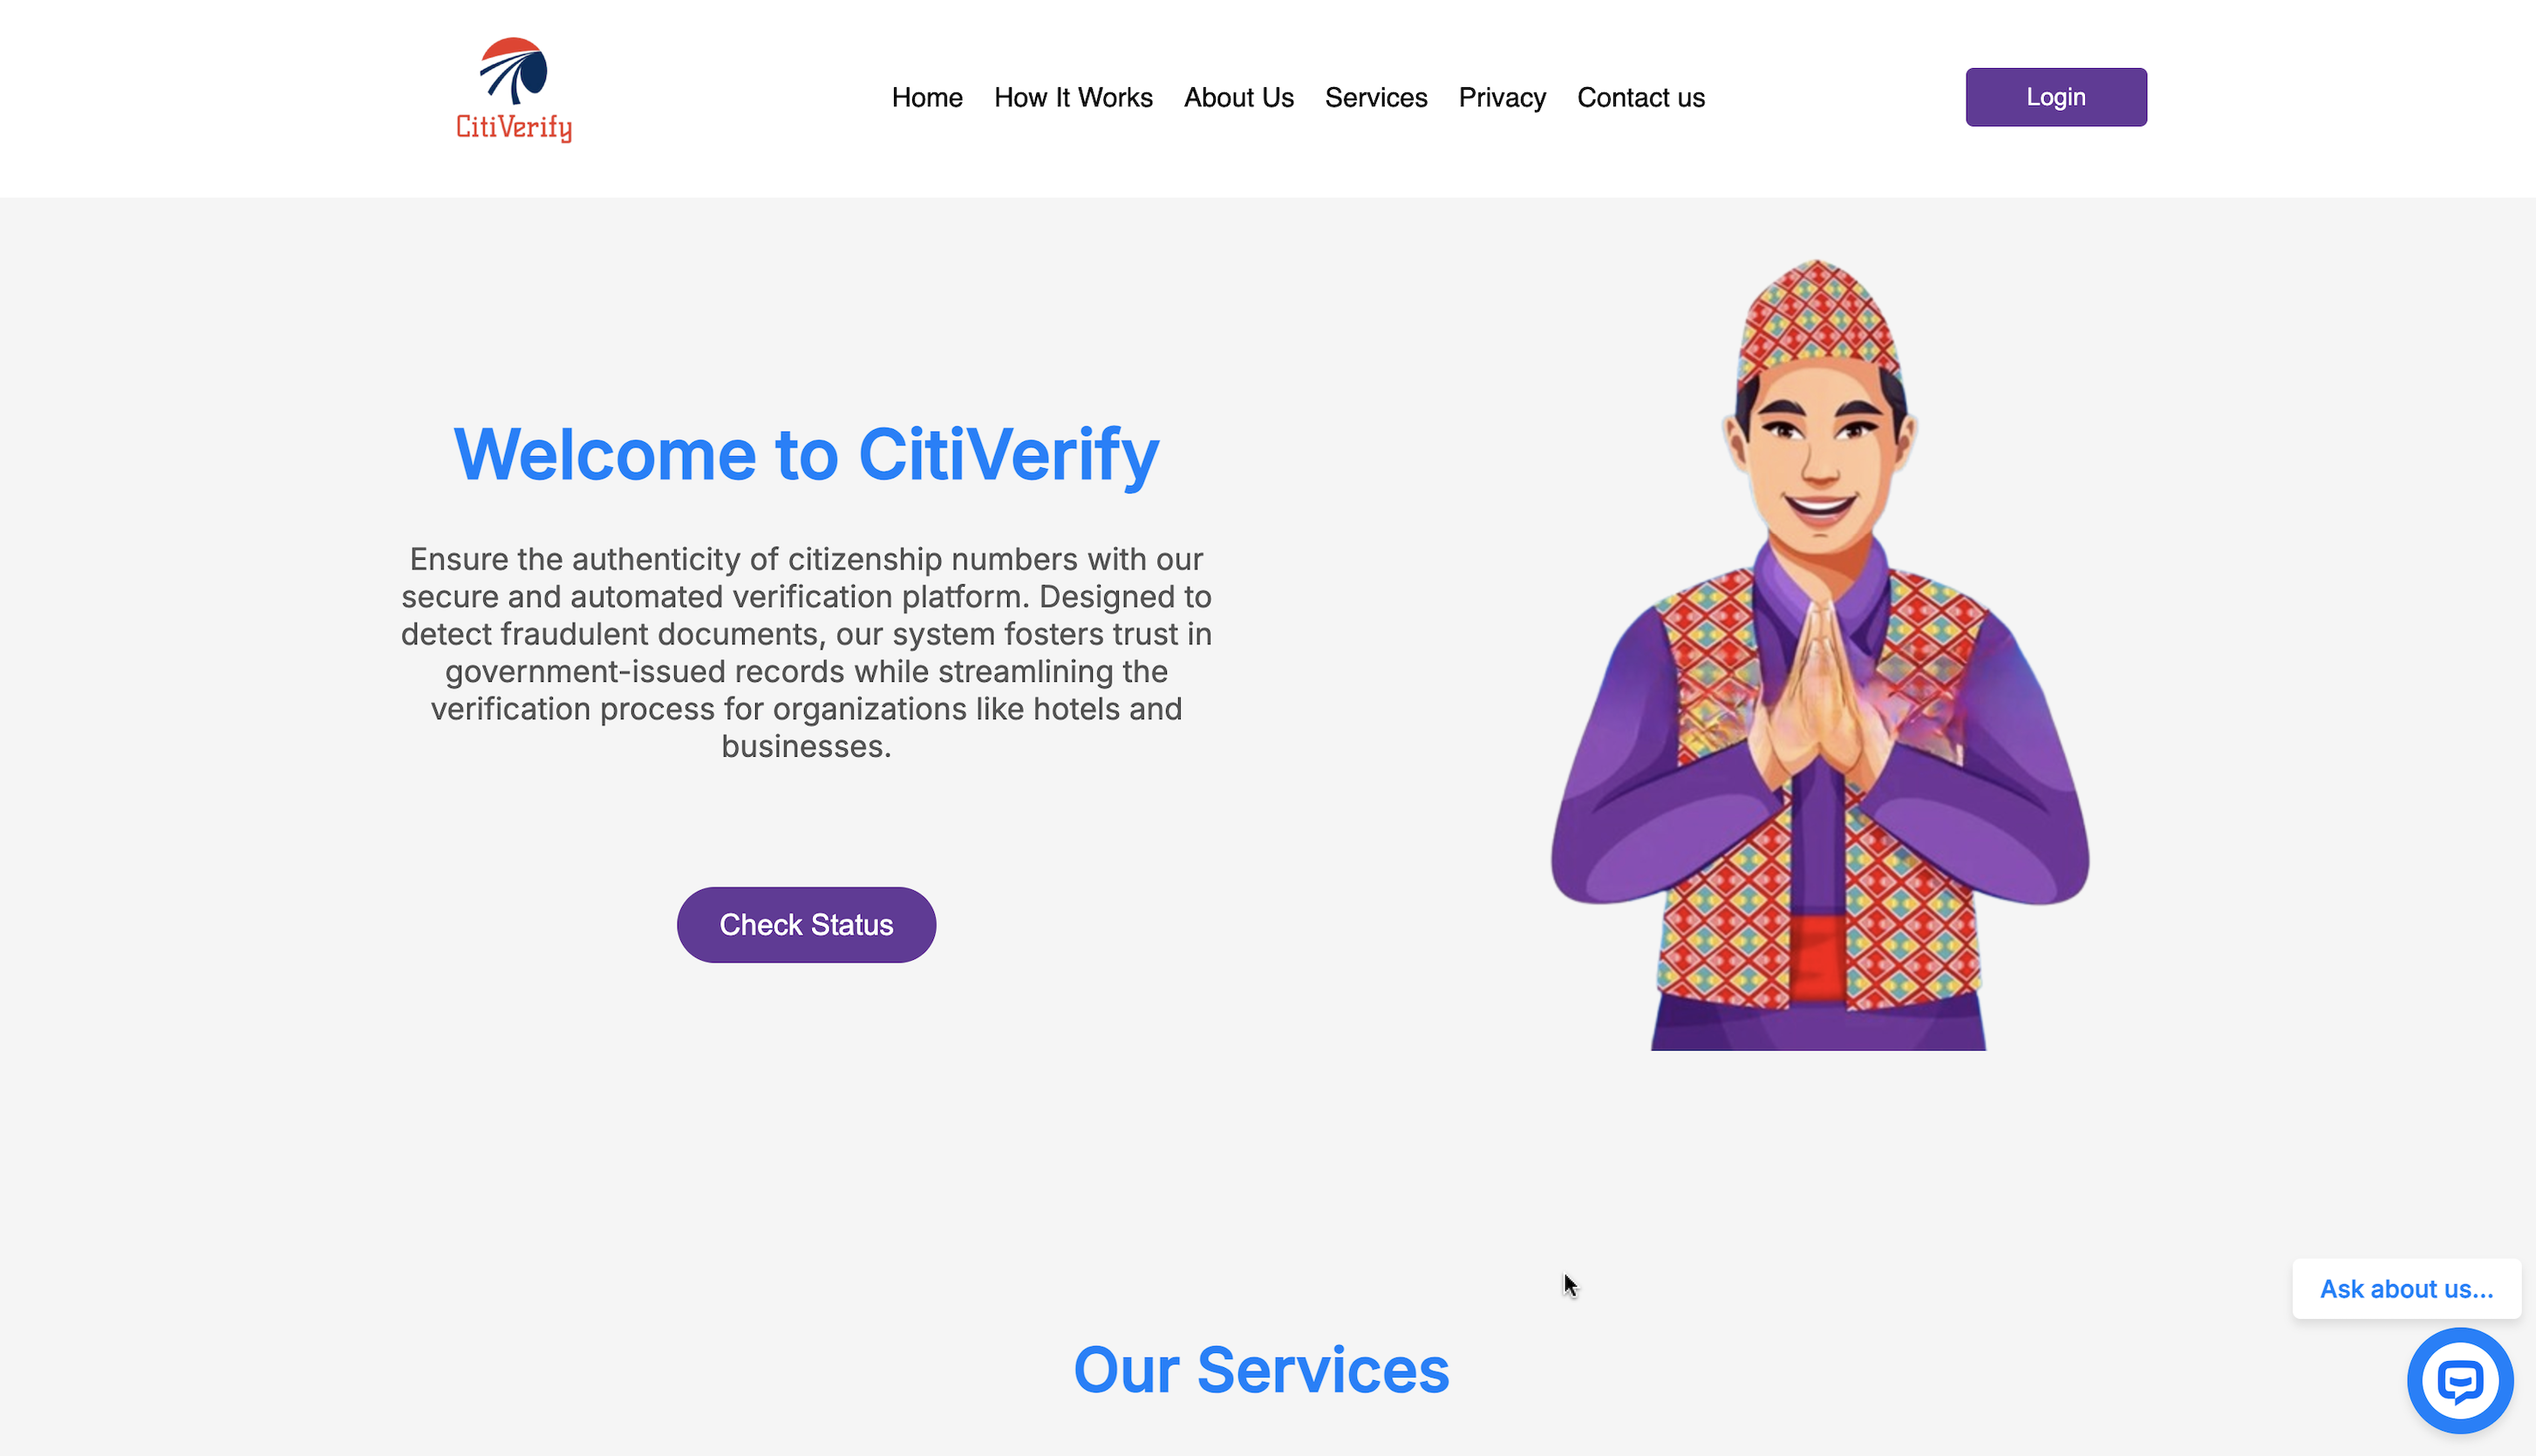 CitiVerify
Home How It Works About Us Services Privacy Contact us
Login
Welcome to CitiVerify
Ensure the authenticity of citizenship numbers with our
secure and automated verification platform. Designed to
detect fraudulent documents, our system fosters trust in
government-issued records while streamlining the
verification process for organizations like hotels and
businesses.
Check Status
Ask about us...
Our Services